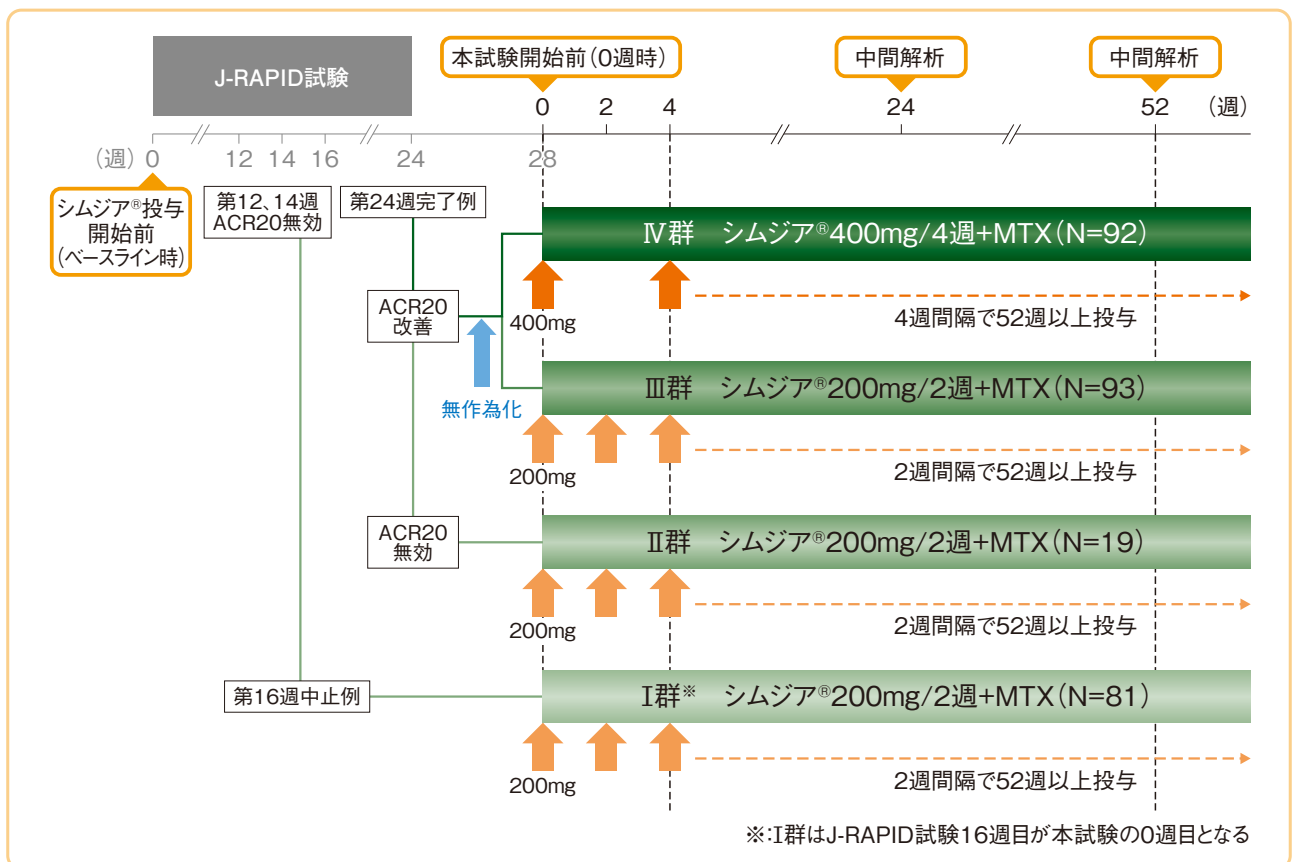 J-RAPID試験
本試験開始前(0週時)
中間解析
中間解析
0 2 4 24 52 (週)
(週) 0 12 14 16 24 28
シムジア®投与
開始前
(ベースライン時)
第12、14週
ACR20無効
第24週完了例
Ⅳ群 シムジア®400mg/4週+MTX(N=92)
ACR20
改善
400mg
4週間隔で52週以上投与
無作為化
Ⅲ群 シムジア®200mg/2週+MTX(N=93)
200mg
2週間隔で52週以上投与
ACR20
無効
Ⅱ群 シムジア®200mg/2週+MTX(N=19)
200mg
2週間隔で52週以上投与
第16週中止例
Ⅰ群※ シムジア®200mg/2週+MTX(N=81)
200mg
2週間隔で52週以上投与
※:Ⅰ群はJ-RAPID試験16週目が本試験の0週目となる